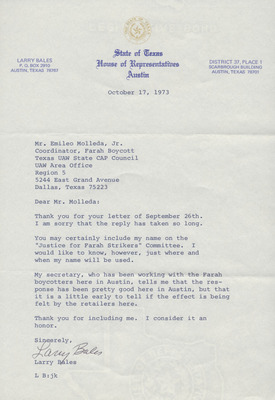 LARRY BALES
P. O. BOX 2910
AUSTIN, TEXAS 78767
State of Texas
House of Representatives
Austin
DISTRICT 37, PLACE 1
SCARBROUGH BUILDING
AUSTIN, TEXAS 78701
October 17, 1973
Mr. Emileo Molleda, Jr.
Coordinator, Farah Boycott
Texas UAW State CAP Council
UAW Area Office
Region 5
5244 East Grand Avenue
Dallas, Texas 75223
Dear Mr. Molleda:
Thank you for your letter of September 26th.
I am sorry that the reply has taken so long.
You may certainly include my name on the
"Justice for Farah Strikers" Committee. I
would like to know, however, just where and
when my name will be used.
My secretary, who has been working with the Farah
boycotters here in Austin, tells me that the res-
ponse has been pretty good here in Austin, but that
it is a little early to tell if the effect is being
felt by the retailers here.
Thank you for including me. I consider it an
honor.
Sincerely,
Larry Bales
Larry Bales
L B:jk